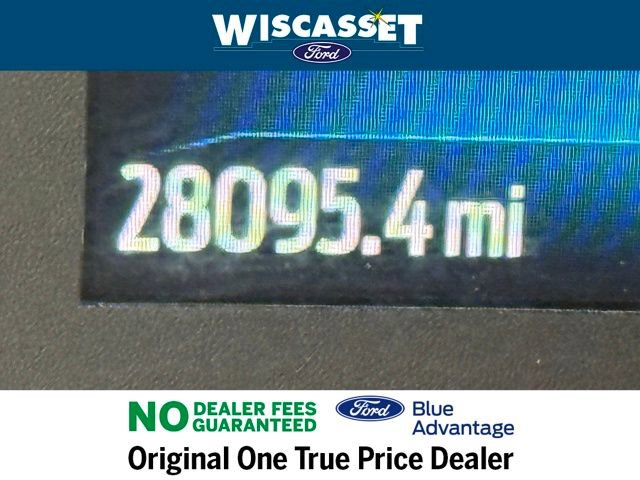 WISCASSET
Ford
28095.4 mi
NO DEALER FEES
GUARANTEED
Ford Blue
Advantage
Original One True Price Dealer